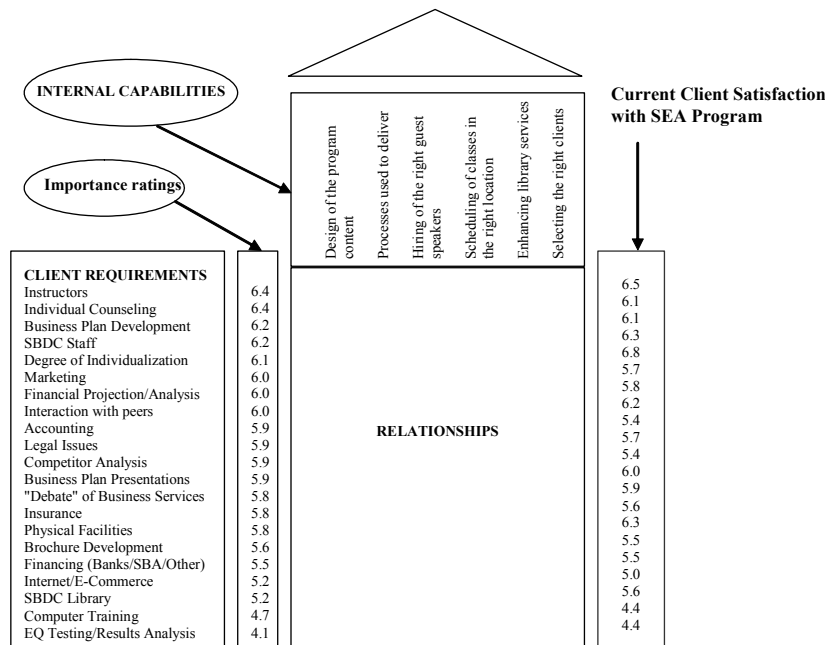 INTERNAL CAPABILITIES
Importance ratings
Current Client Satisfaction
with SEA Program
Design of the program
content
Processes used to deliver
Hiring of the right guest
speakers
Scheduling of classes in
the right location
Enhancing library services
Selecting the right clients
CLIENT REQUIREMENTS
Instructors 6.4 6.5
Individual Counseling 6.4 6.1
Business Plan Development 6.2 6.1
SBDC Staff 6.2 6.3
Degree of Individualization 6.1 6.8
Marketing 6.0 5.7
Financial Projection/Analysis 6.0 5.8
Interaction with peers 6.0 6.2
Accounting 5.9 5.4
Legal Issues 5.9 5.7
Competitor Analysis 5.9 5.4
Business Plan Presentations 5.9 6.0
"Debate" of Business Services 5.8 5.9
Insurance 5.8 5.6
Physical Facilities 5.8 6.3
Brochure Development 5.6 5.5
Financing (Banks/SBA/Other) 5.5 5.5
Internet/E-Commerce 5.2 5.0
SBDC Library 5.2 5.6
Computer Training 4.7 4.4
EQ Testing/Results Analysis 4.1 4.4
RELATIONSHIPS